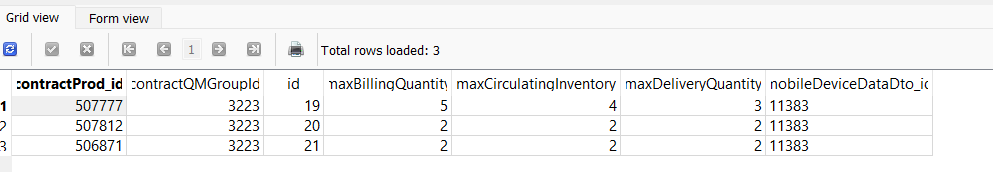 Grid view Form view
1 Total rows loaded: 3
contractProd_id contractQMGroupId id maxBillingQuantity maxCirculatingInventory maxDeliveryQuantity nobileDeviceDataDto_id
1 507777 3223 19 5 4 3 11383
2 507812 3223 20 2 2 2 11383
3 506871 3223 21 2 2 2 11383